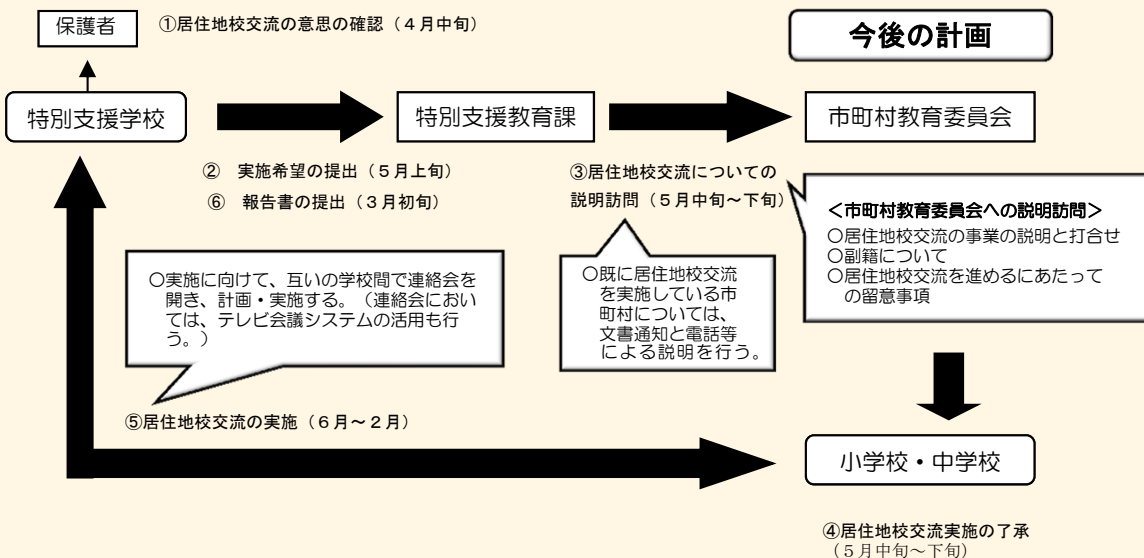 保護者
①居住地校交流の意思の確認（４月中旬）
今後の計画
特別支援学校
特別支援教育課
市町村教育委員会
②　実施希望の提出（５月上旬）
⑥　報告書の提出（３月初旬）
③居住地校交流についての
説明訪問（５月中旬～下旬）
＜市町村教育委員会への説明訪問＞
○居住地校交流の事業の説明と打合せ
○副籍について
○居住地校交流を進めるにあたって
の留意事項
○実施に向けて、互いの学校間で連絡会を
開き、計画・実施する。（連絡会におい
ては、テレビ会議システムの活用も行
う。）
○既に居住地校交流
を実施している市
町村については、
文書通知と電話等
による説明を行う。
⑤居住地校交流の実施（６月～２月）
小学校・中学校
④居住地校交流実施の了承
（５月中旬～下旬）